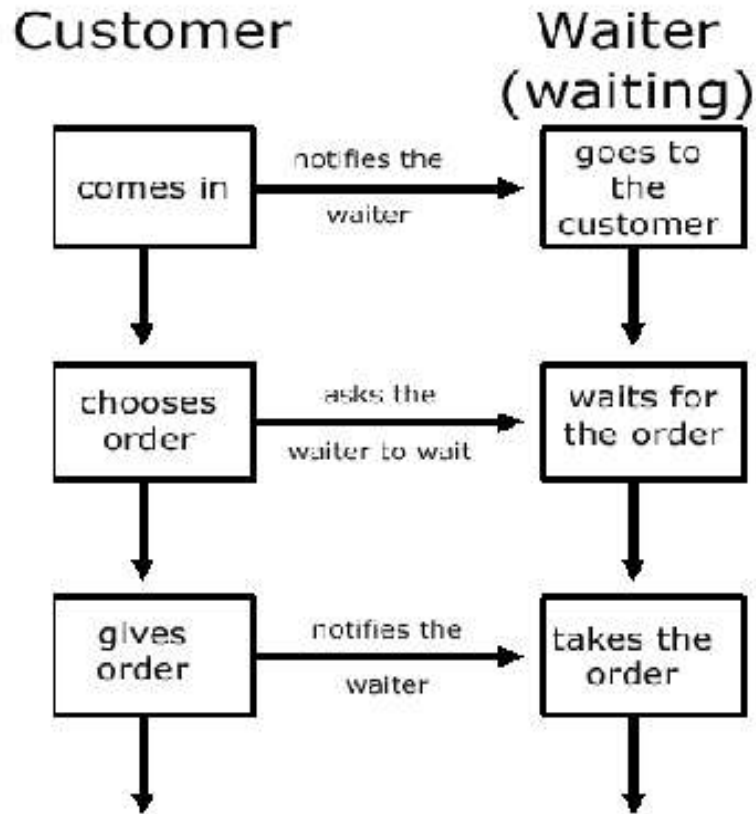 Customer
Waiter
(waiting)
comes in
notifies the
waiter
goes to
the
customer
chooses
order
asks the
waiter to wait
waits for
the order
gives
order
notifies the
waiter
takes the
order